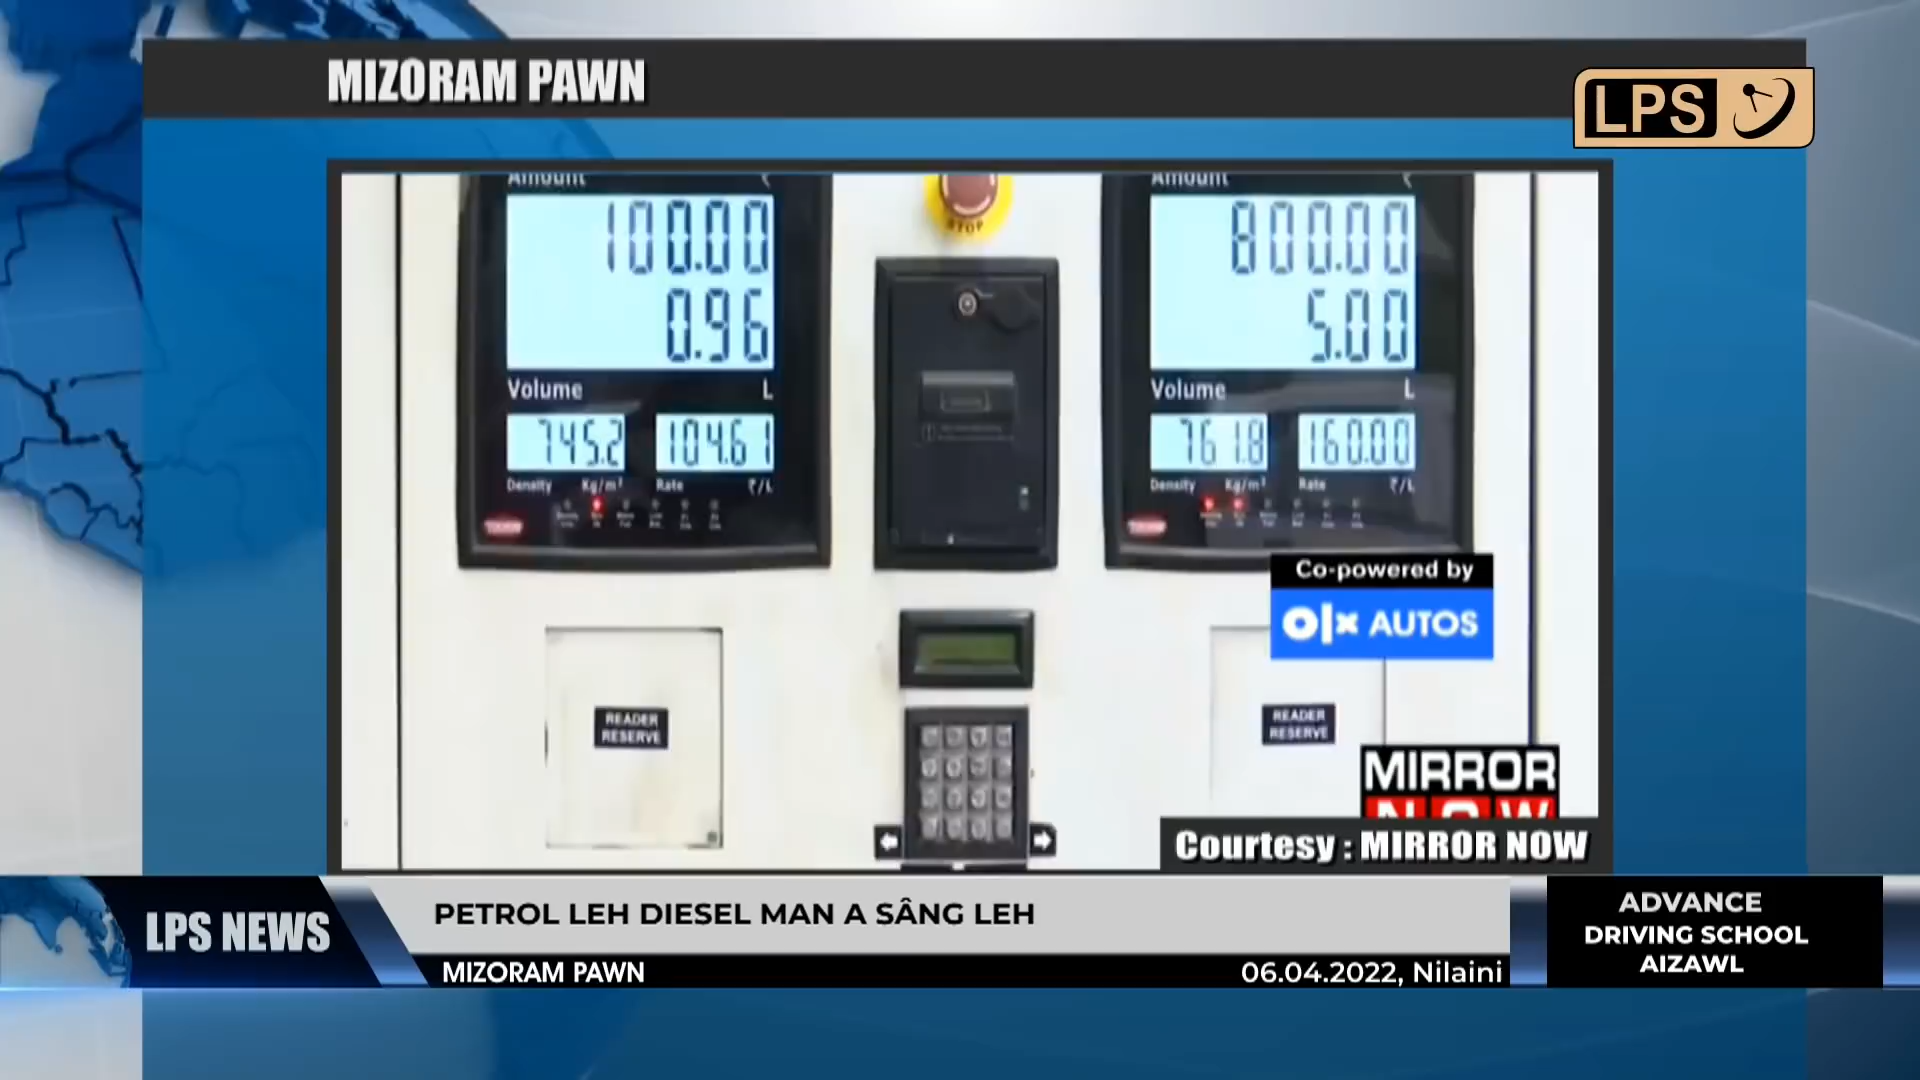 MIZORAM PAWN
LPS
Amount ₹
100.00
0.96
Volume L
745.2 104.61
Density Kg/m³ Rate ₹/L
STOP
Amount ₹
800.00
5.00
Volume L
761.8 160.00
Density Kg/m³ Rate ₹/L
Co-powered by
olx AUTOS
READER
RESERVE
READER
RESERVE
MIRROR
NOW
Courtesy : MIRROR NOW
LPS NEWS
PETROL LEH DIESEL MAN A SÂNG LEH
MIZORAM PAWN
06.04.2022, Nilaini
ADVANCE
DRIVING SCHOOL
AIZAWL